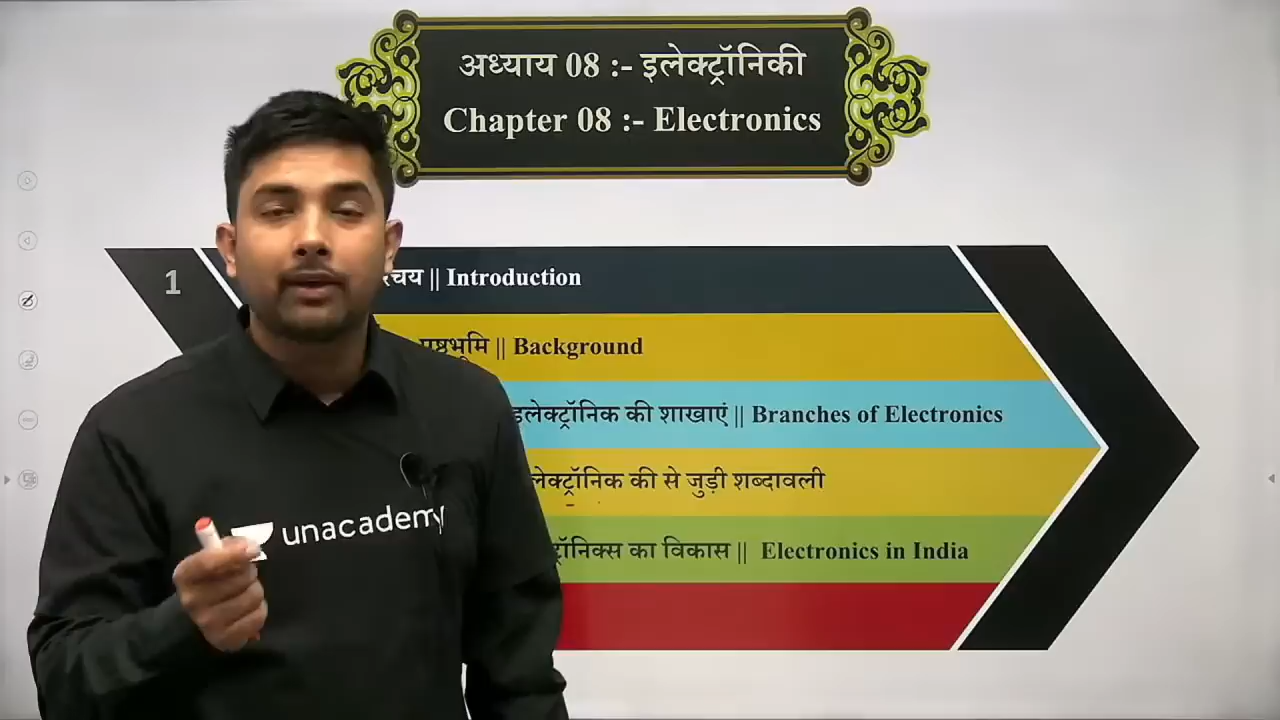 अध्याय 08 :- इलेक्ट्रॉनिकी
Chapter 08 :- Electronics
1
|| Introduction
पृष्ठभूमि || Background
इलेक्ट्रॉनिक की शाखाएं || Branches of Electronics
की से जुड़ी शब्दावली
का विकास || Electronics in India
unacademy